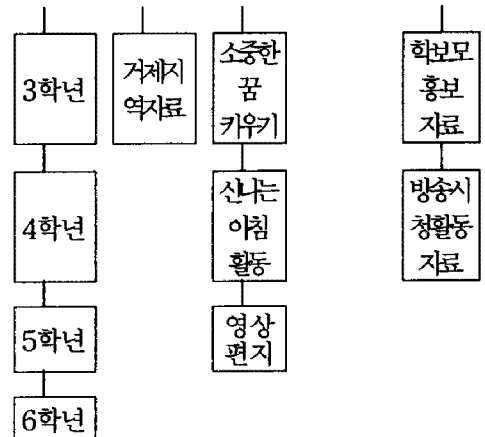 3학년
거제지
역자료
소중한
꿈
키우기
학보모
홍보
자료
4학년
신나는
아침
활동
방송시
청활동
자료
5학년
영상
편지
6학년